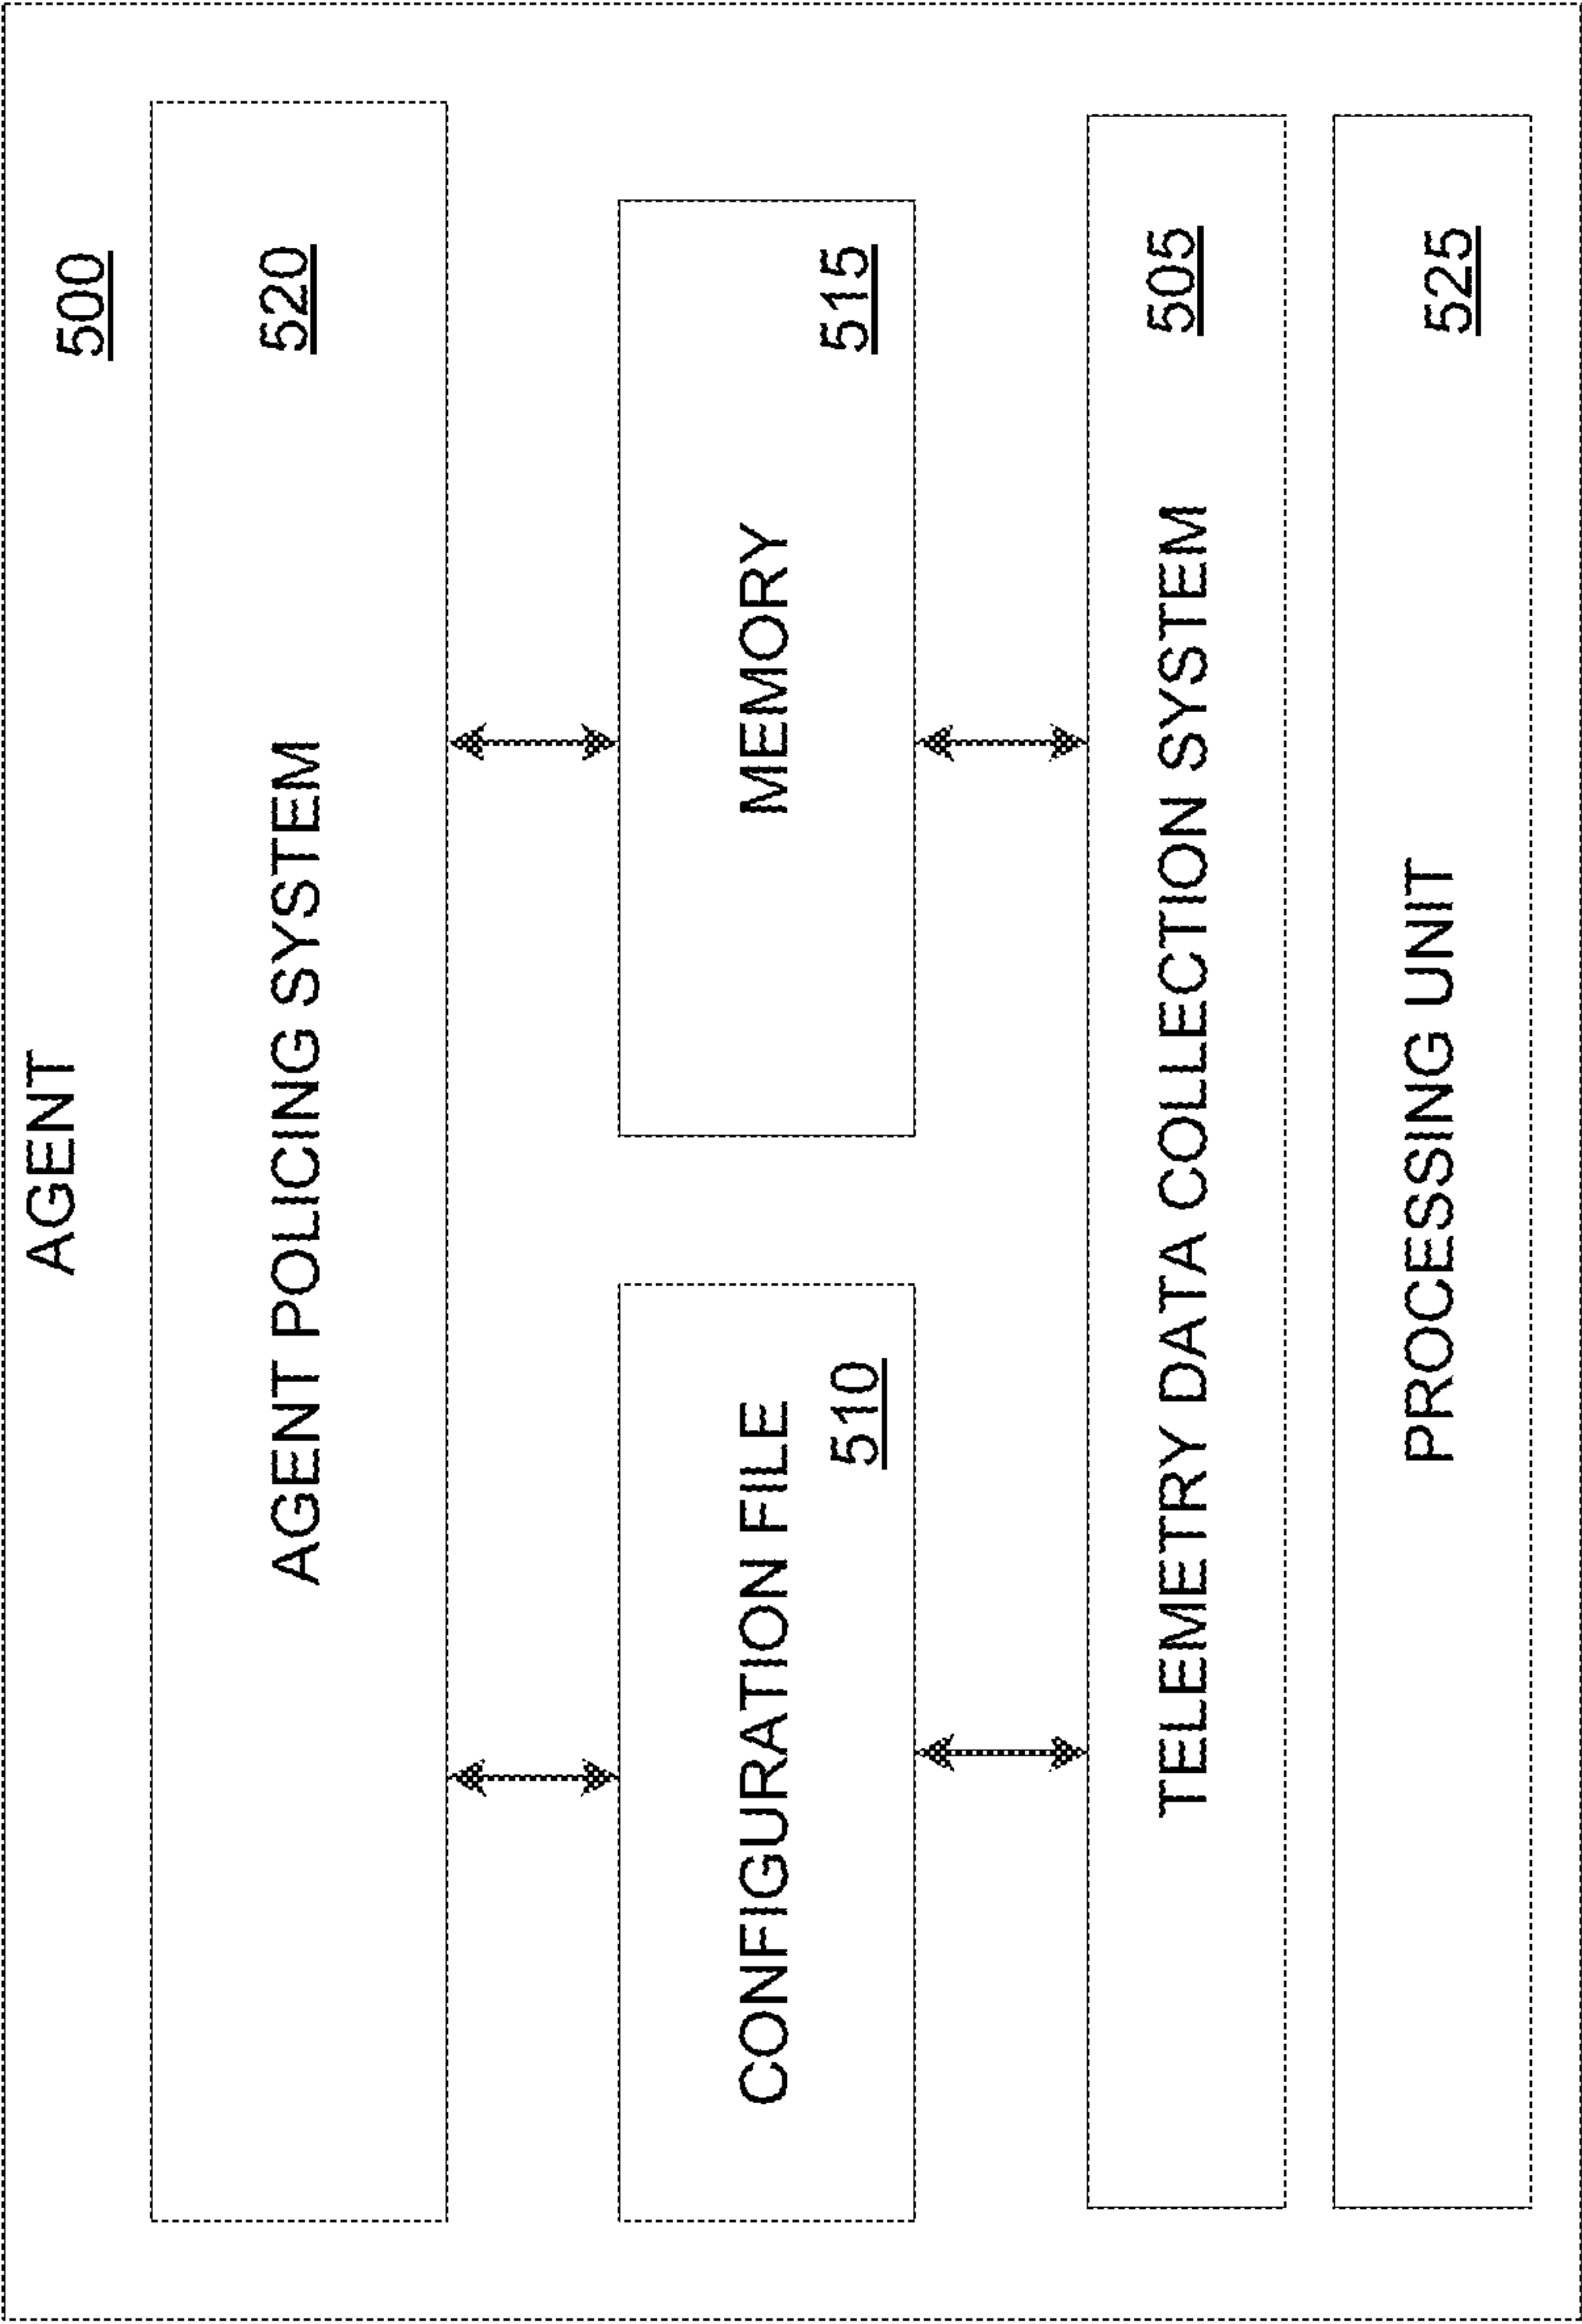 AGENT
500
AGENT POLICING SYSTEM
520
CONFIGURATION FILE
510
MEMORY
515
TELEMETRY DATA COLLECTION SYSTEM
505
PROCESSING UNIT
525